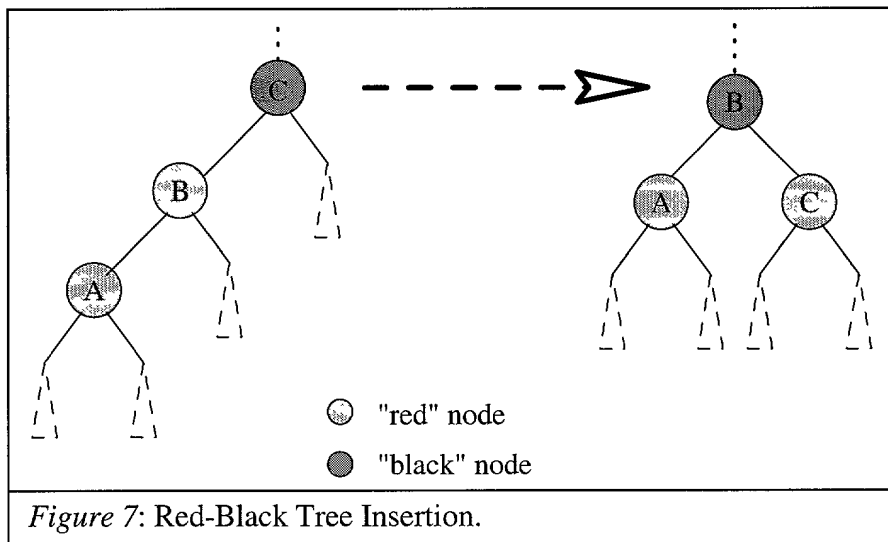 C
B
A
B
A
C
"red" node
"black" node
Figure 7: Red-Black Tree Insertion.